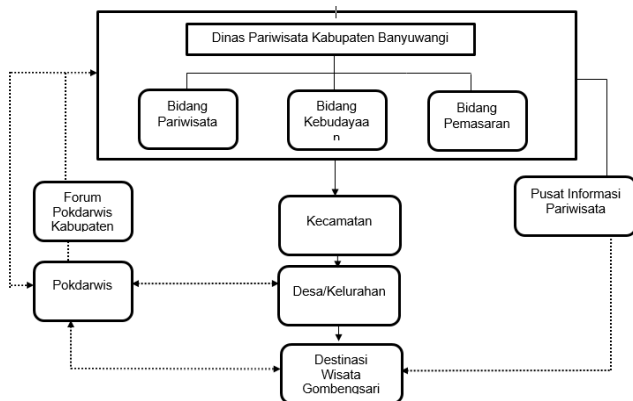 Dinas Pariwisata Kabupaten Banyuwangi
Bidang
Pariwisata
Bidang
Kebudayaa
n
Bidang
Pemasaran
Forum
Pokdarwis
Kabupaten
Kecamatan
Pusat Informasi
Pariwisata
Pokdarwis
Desa/Kelurahan
Destinasi
Wisata
Gombengsari